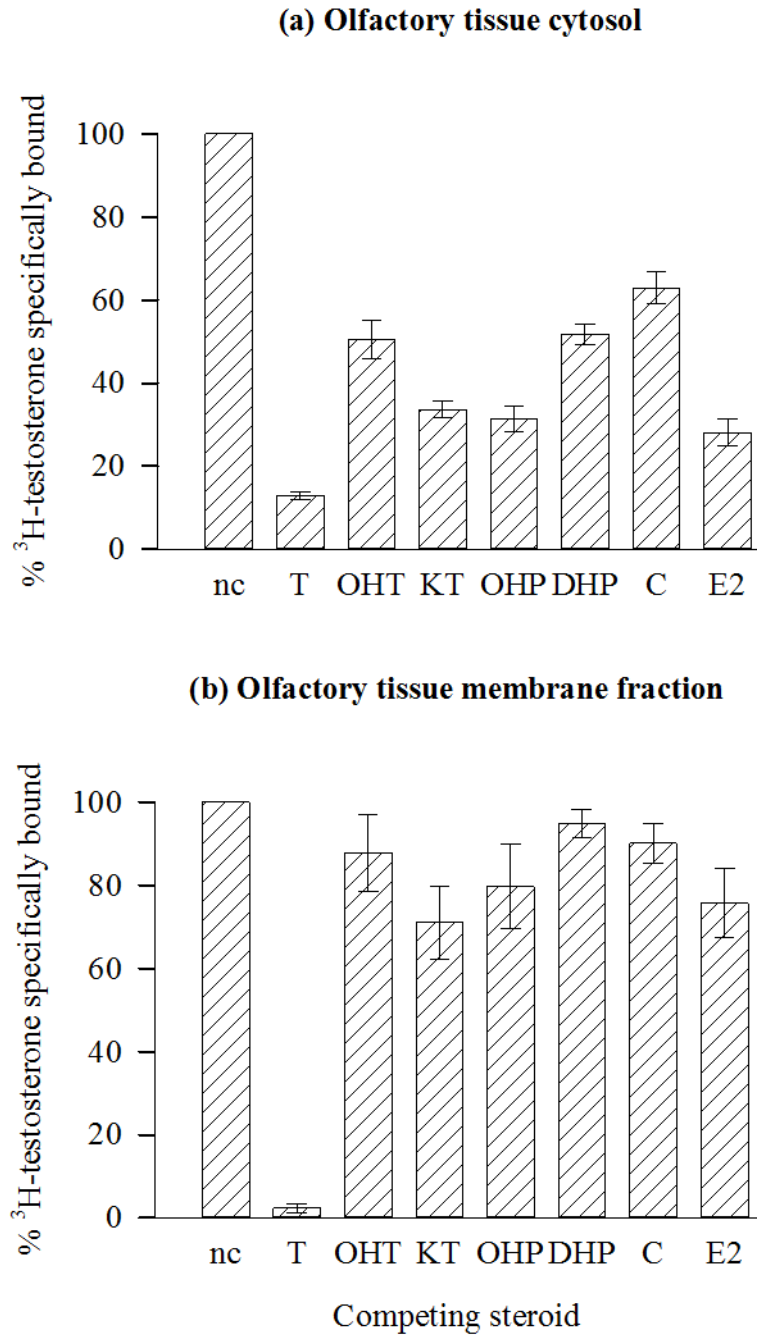 (a) Olfactory tissue cytosol
% ³H-testosterone specifically bound
100
80
60
40
20
0
nc T OHT KT OHP DHP C E2
(b) Olfactory tissue membrane fraction
% ³H-testosterone specifically bound
100
80
60
40
20
0
nc T OHT KT OHP DHP C E2
Competing steroid